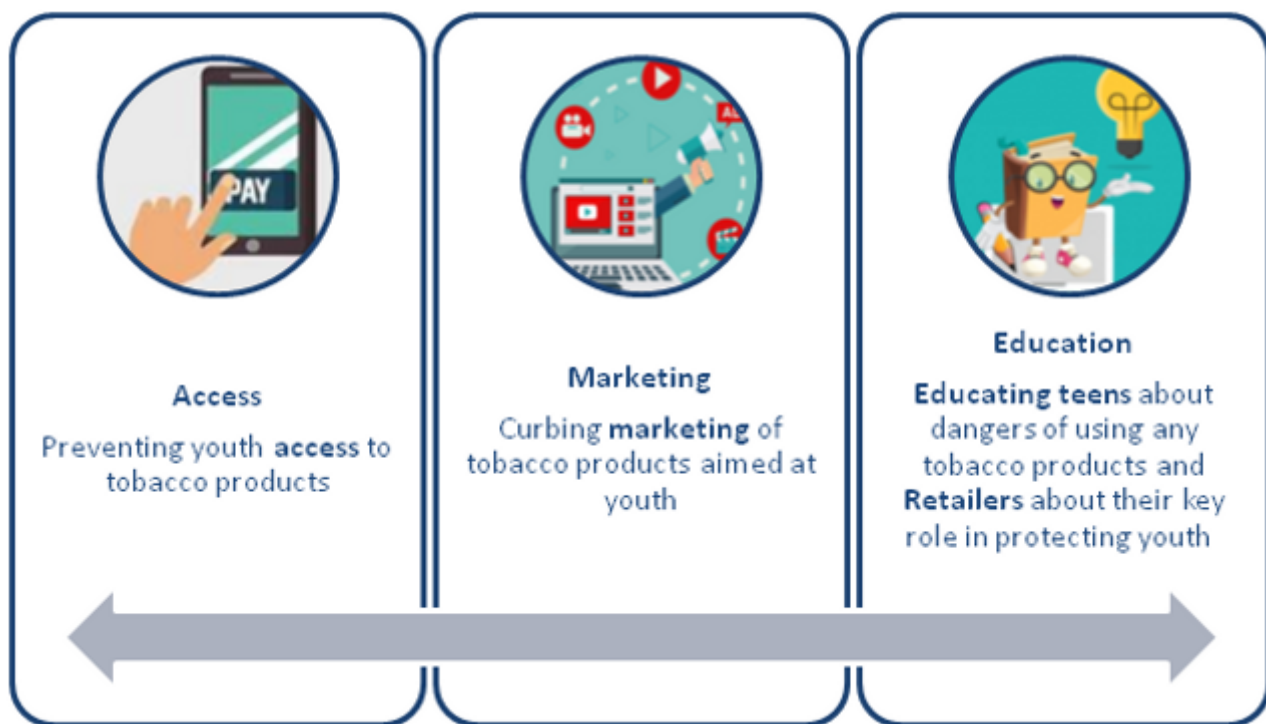 PAY
Access
Preventing youth access to
tobacco products
Marketing
Curbing marketing of
tobacco products aimed at
youth
Education
Educating teens about
dangers of using any
tobacco products and
Retailers about their key
role in protecting youth